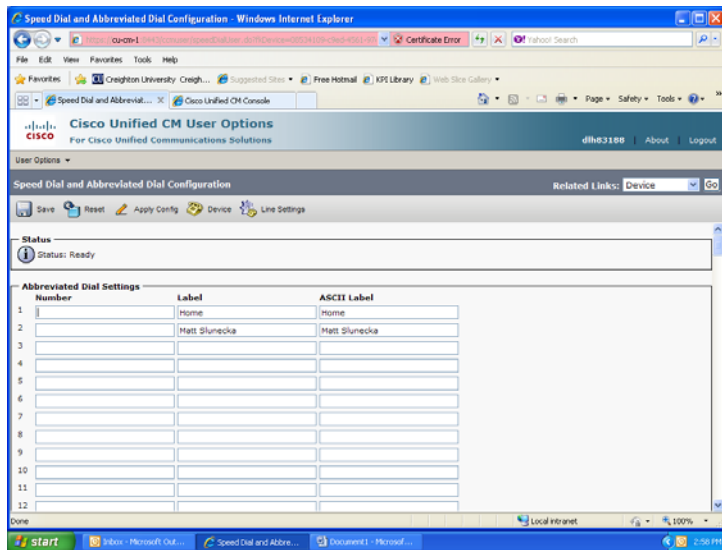 Speed Dial and Abbreviated Dial Configuration - Windows Internet Explorer
Certificate Error
Yahoo! Search
File Edit View Favorites Tools Help
Favorites Creighton University Creigh... Suggested Sites Free Hotmail KPI Library Web Slice Gallery
Speed Dial and Abbreviat... Cisco Unified CM Console Page Safety Tools
CISCO
Cisco Unified CM User Options
For Cisco Unified Communications Solutions
dlh83188 | About | Logout
User Options
Speed Dial and Abbreviated Dial Configuration
Related Links: Device Go
Save Reset Apply Config Device Line Settings
Status
Status: Ready
Abbreviated Dial Settings
Number Label ASCII Label
1 Home Home
2 Matt Slunecka Matt Slunecka
3
4
5
6
7
8
9
10
11
12
Done Local intranet 100%
start Inbox - Microsoft Out... Speed Dial and Abbre... Document1 - Microsof... 2:58 PM